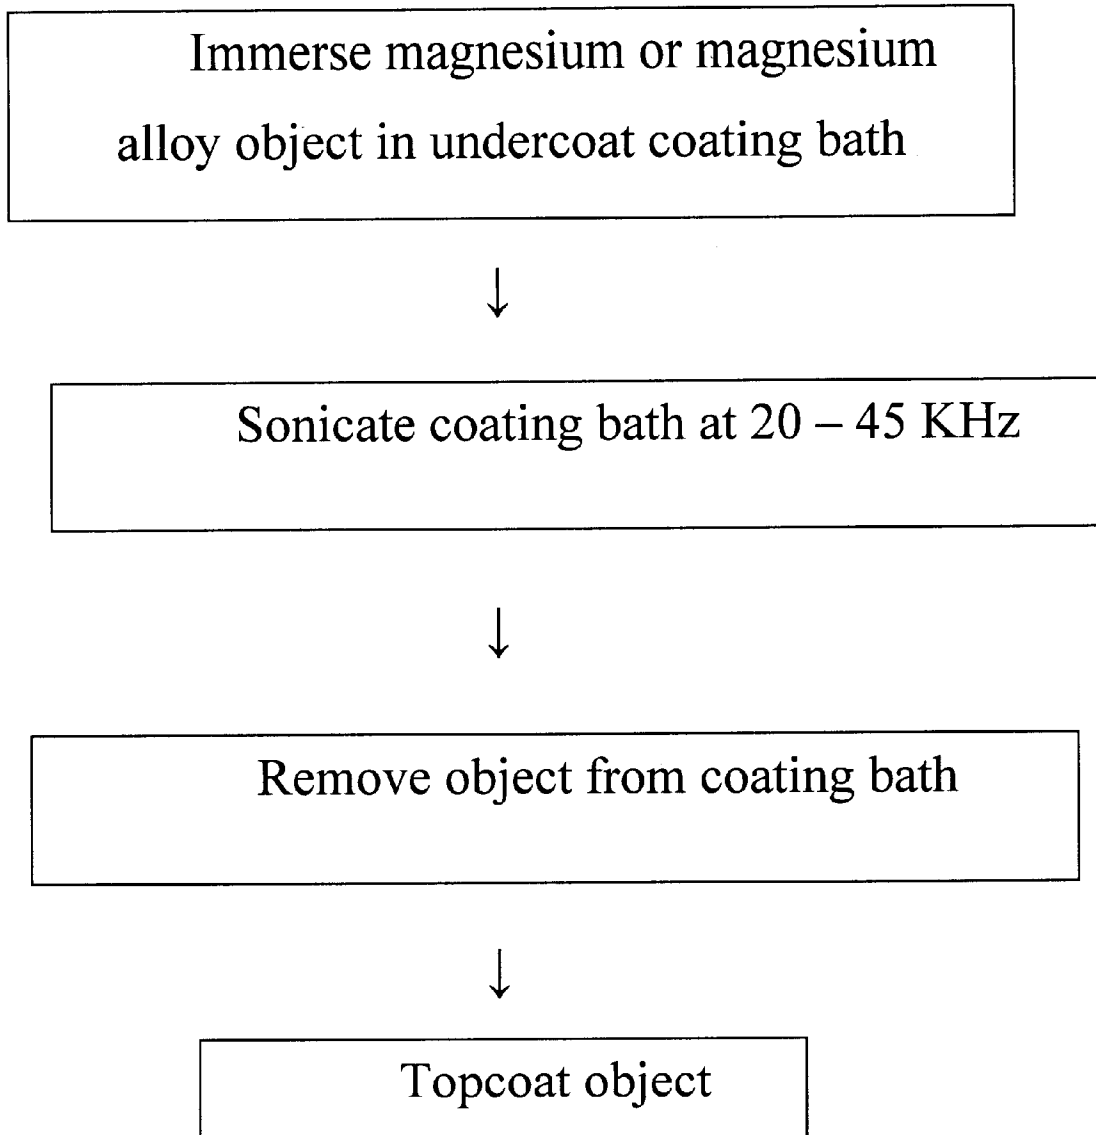 Immerse magnesium or magnesium
alloy object in undercoat coating bath
↓
Sonicate coating bath at 20 – 45 KHz
↓
Remove object from coating bath
↓
Topcoat object